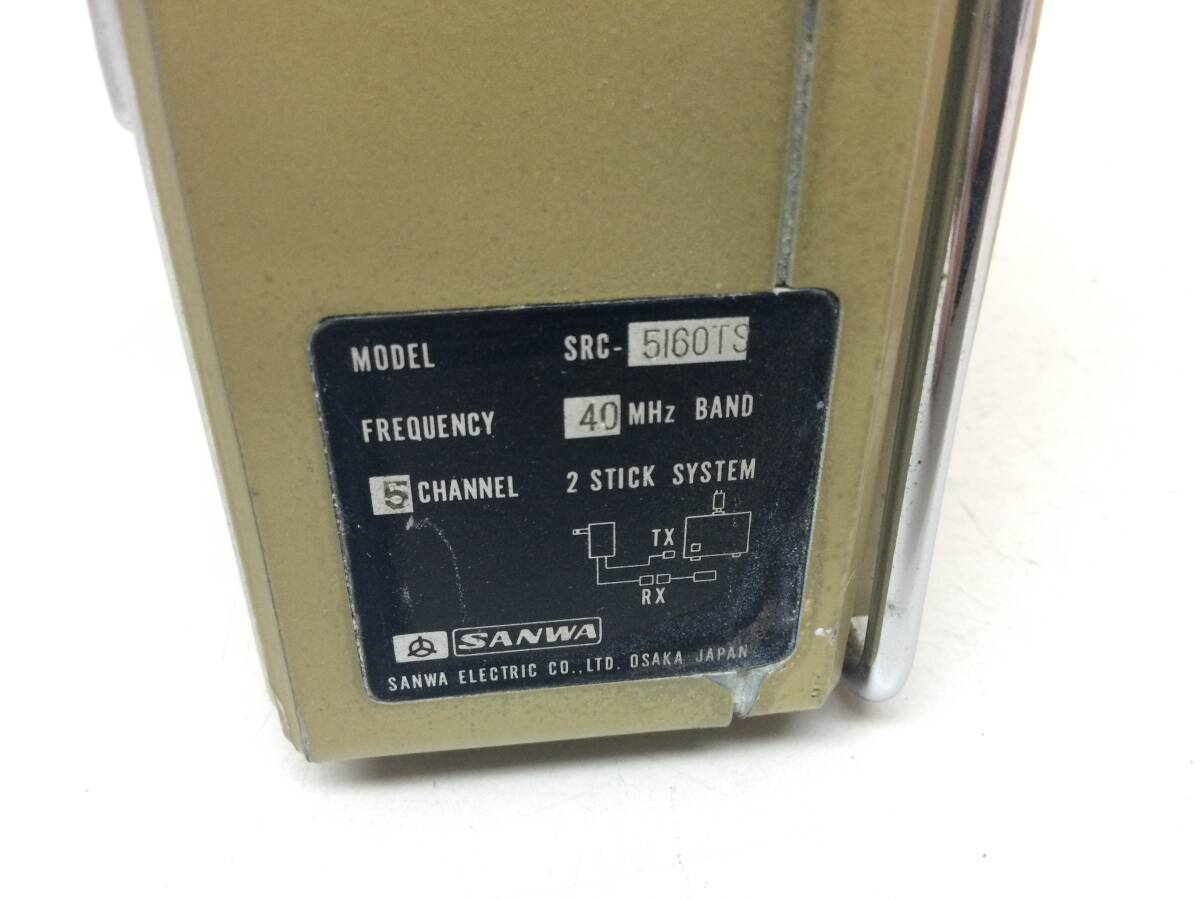 MODEL SRC-5160TS
FREQUENCY 40 MHz BAND
5 CHANNEL 2 STICK SYSTEM
TX
RX
SANWA
SANWA ELECTRIC CO.,LTD. OSAKA JAPAN